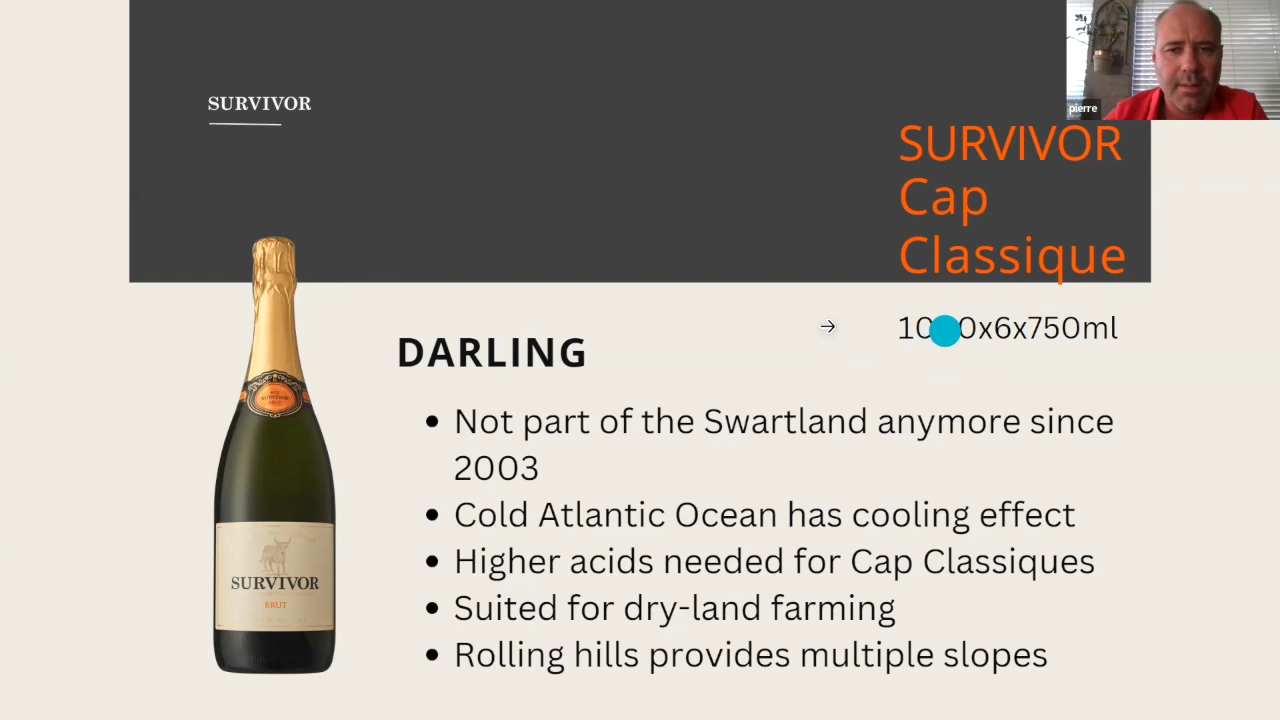 SURVIVOR
pierre
SURVIVOR
Cap
Classique
DARLING
Not part of the Swartland anymore since
2003
Cold Atlantic Ocean has cooling effect
Higher acids needed for Cap Classiques
Suited for dry-land farming
Rolling hills provides multiple slopes
SURVIVOR
BRUT